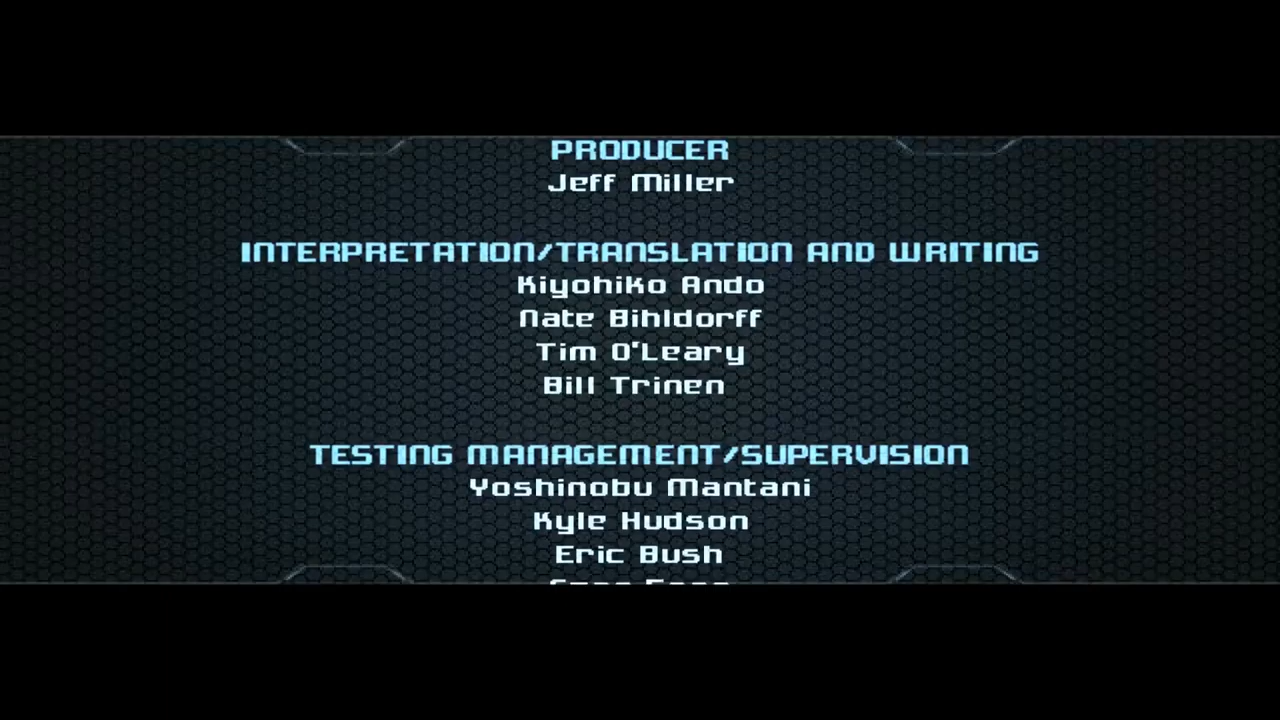 PRODUCER
Jeff Miller
INTERPRETATION/TRANSLATION AND WRITING
Kiyohiko Ando
Nate Bihldorff
Tim O'Leary
Bill Trinen
TESTING MANAGEMENT/SUPERVISION
Yoshinobu Mantani
Kyle Hudson
Eric Bush